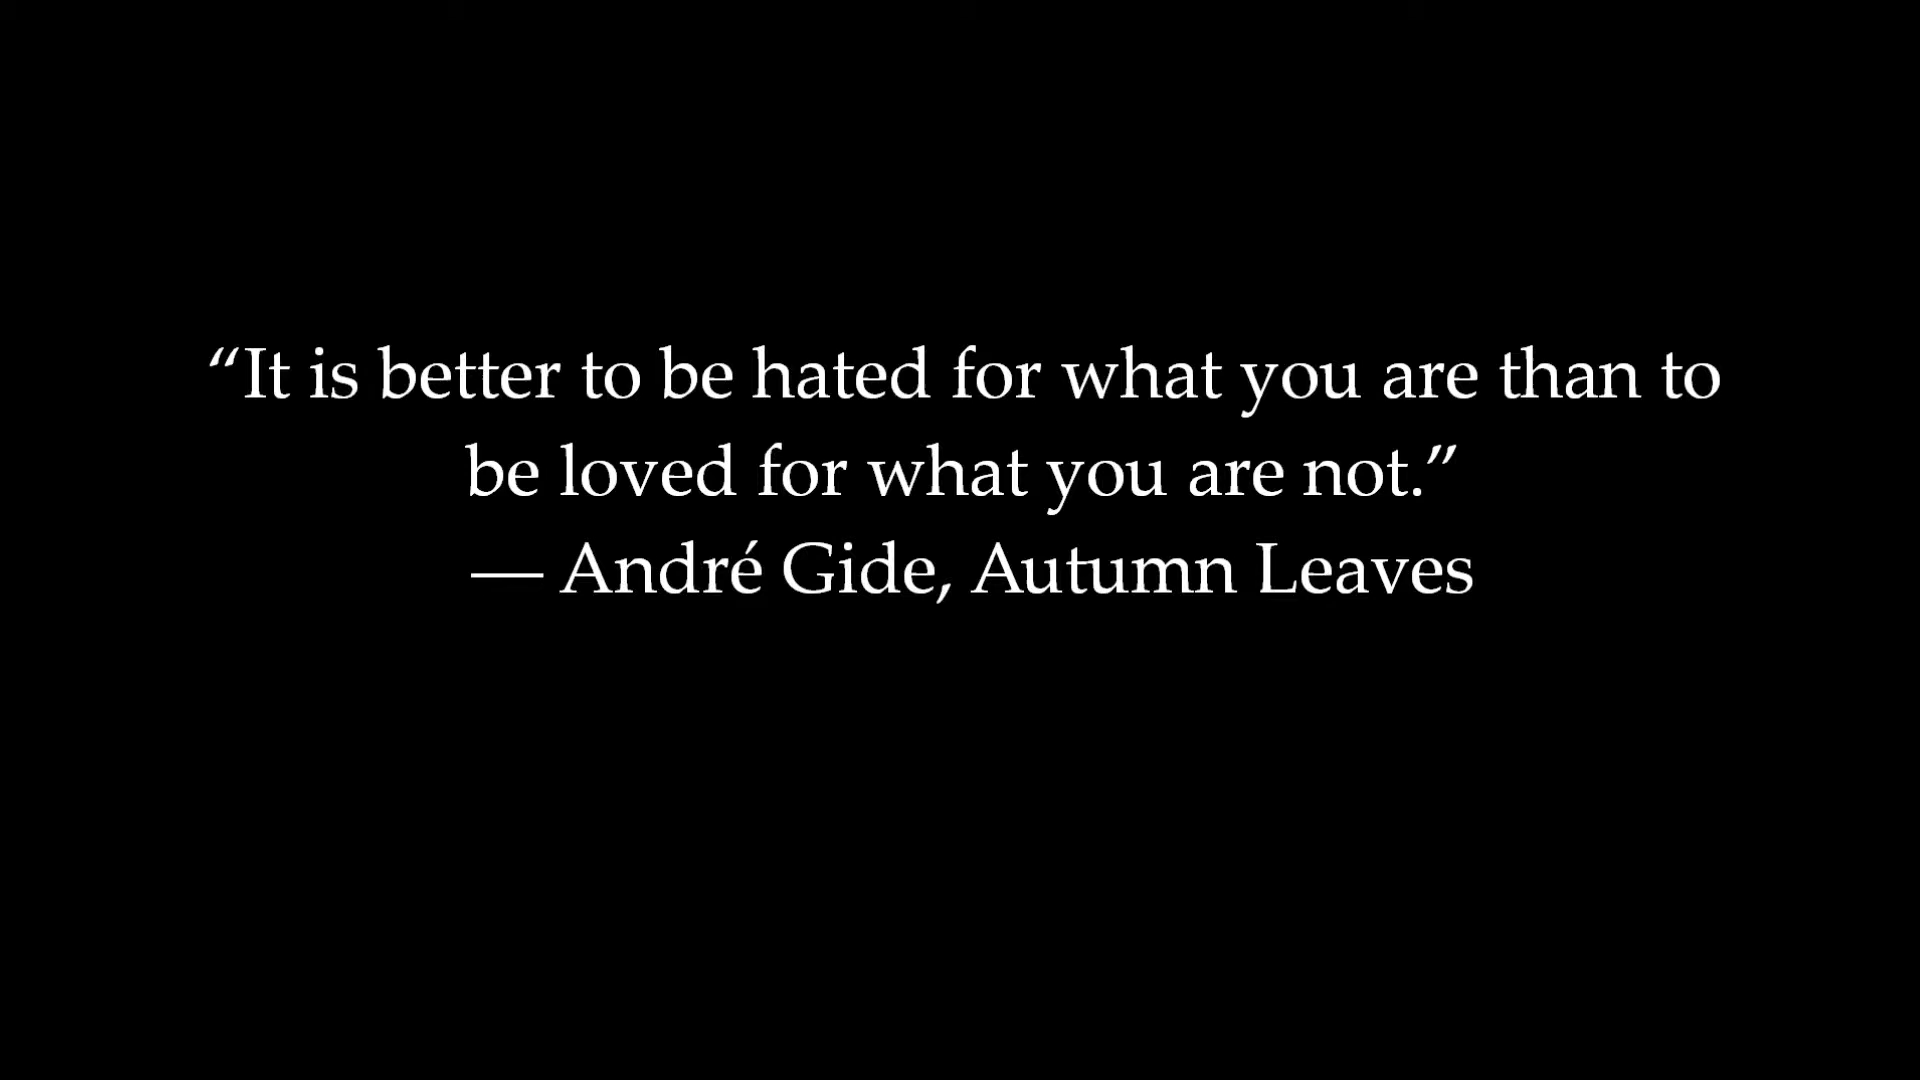 “It is better to be hated for what you are than to
be loved for what you are not.”
— André Gide, Autumn Leaves